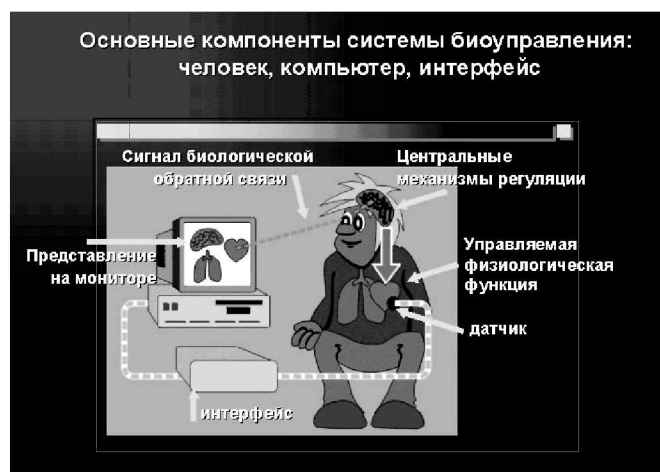 Основные компоненты системы биоуправления:
человек, компьютер, интерфейс
Сигнал биологической
обратной связи
Центральные
механизмы регуляции
Представление
на мониторе
Управляемая
физиологическая
функция
датчик
интерфейс